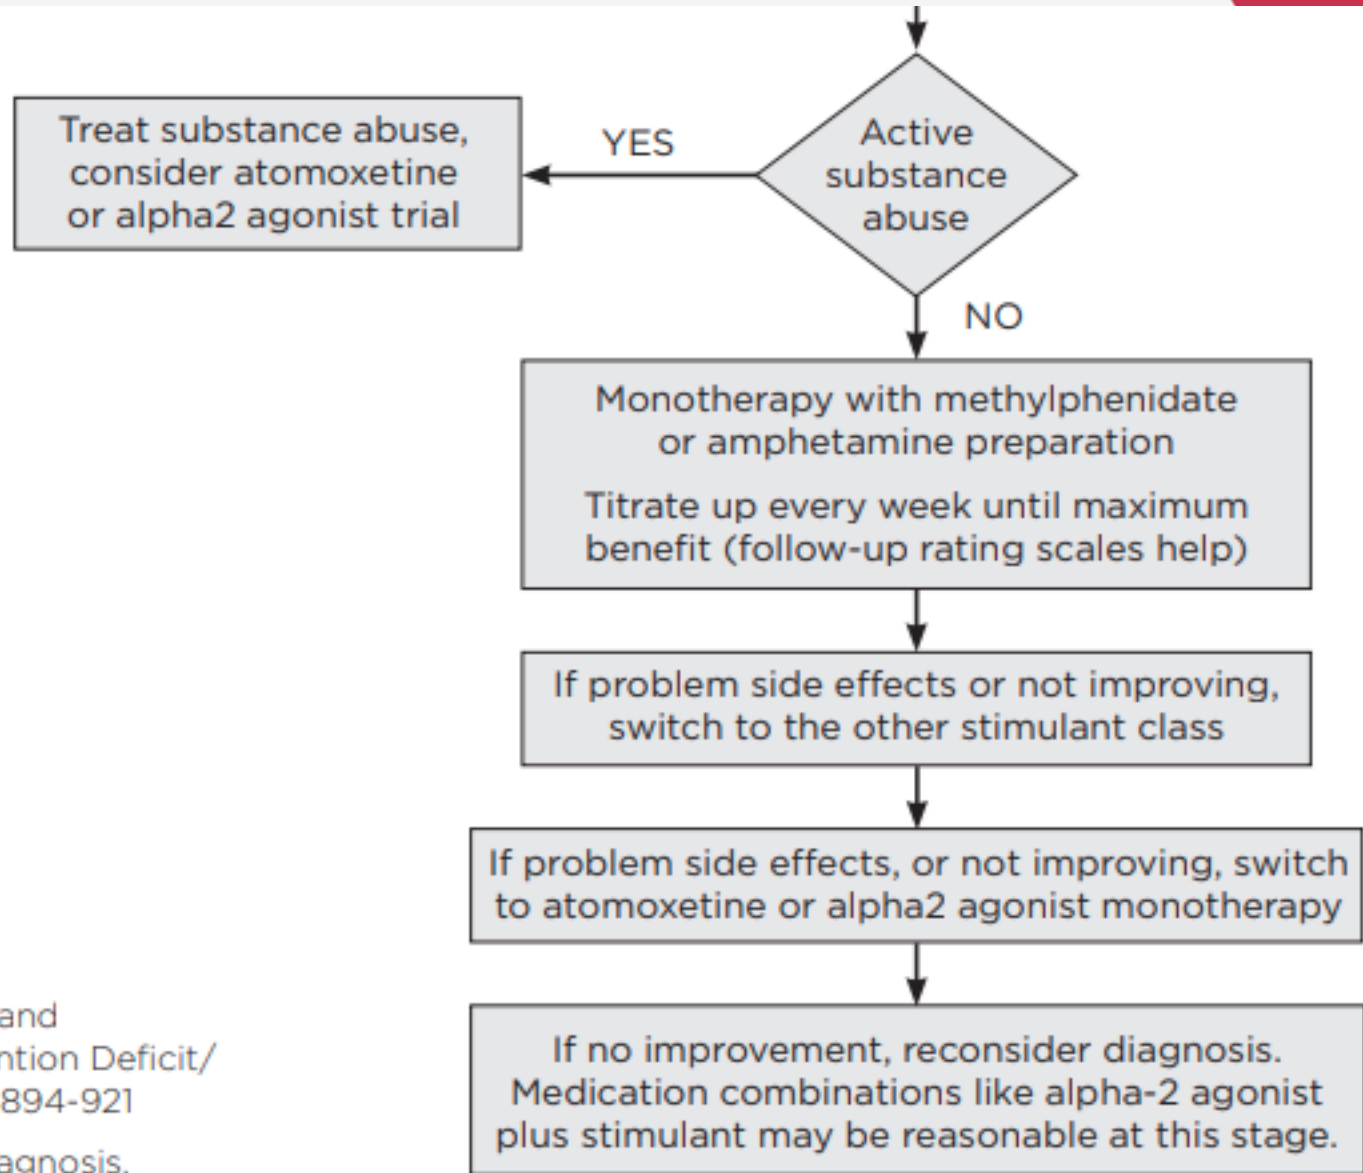 Active
substance
abuse
YES
Treat substance abuse,
consider atomoxetine
or alpha2 agonist trial
NO
Monotherapy with methylphenidate
or amphetamine preparation
Titrate up every week until maximum
benefit (follow-up rating scales help)
If problem side effects or not improving,
switch to the other stimulant class
If problem side effects, or not improving, switch
to atomoxetine or alpha2 agonist monotherapy
If no improvement, reconsider diagnosis.
Medication combinations like alpha-2 agonist
plus stimulant may be reasonable at this stage.
and
Deficit/
894-921